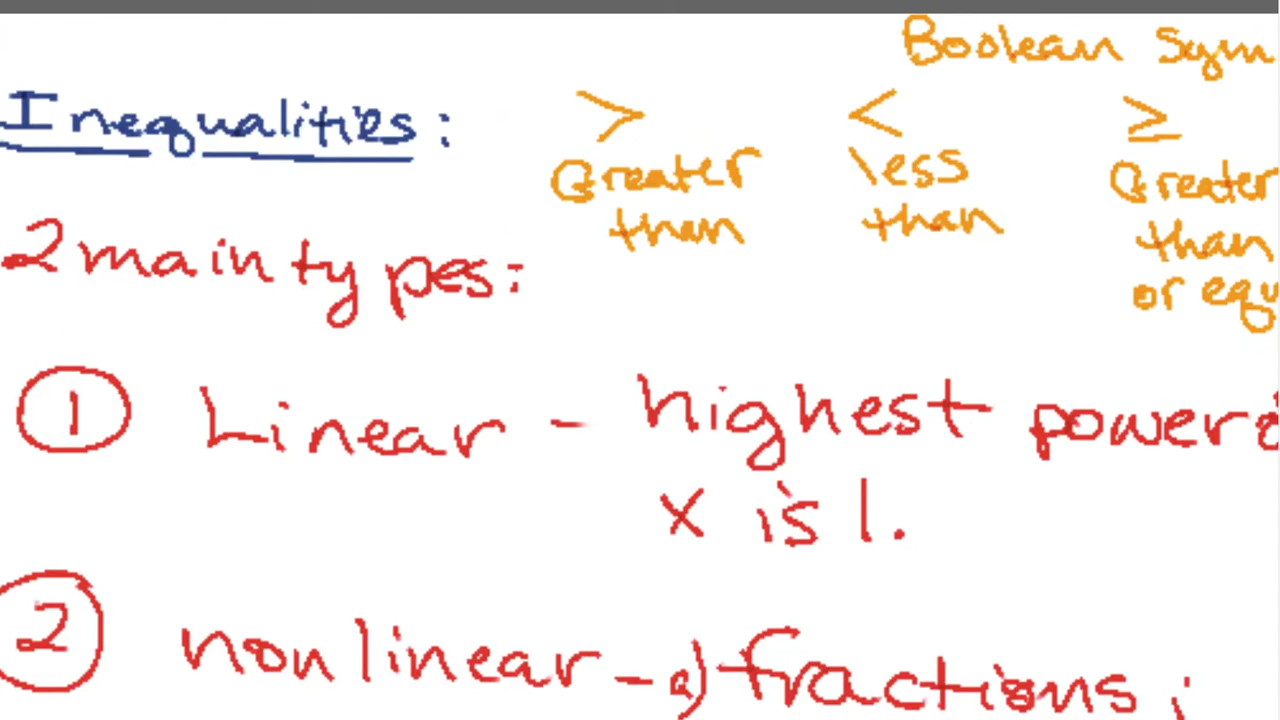 Boolean Sym
Inequalities: > < ≥
Greater less Greater
than than than
or equ
2 main types:
① Linear - highest power o
x is 1.
② nonlinear - a) fractions;